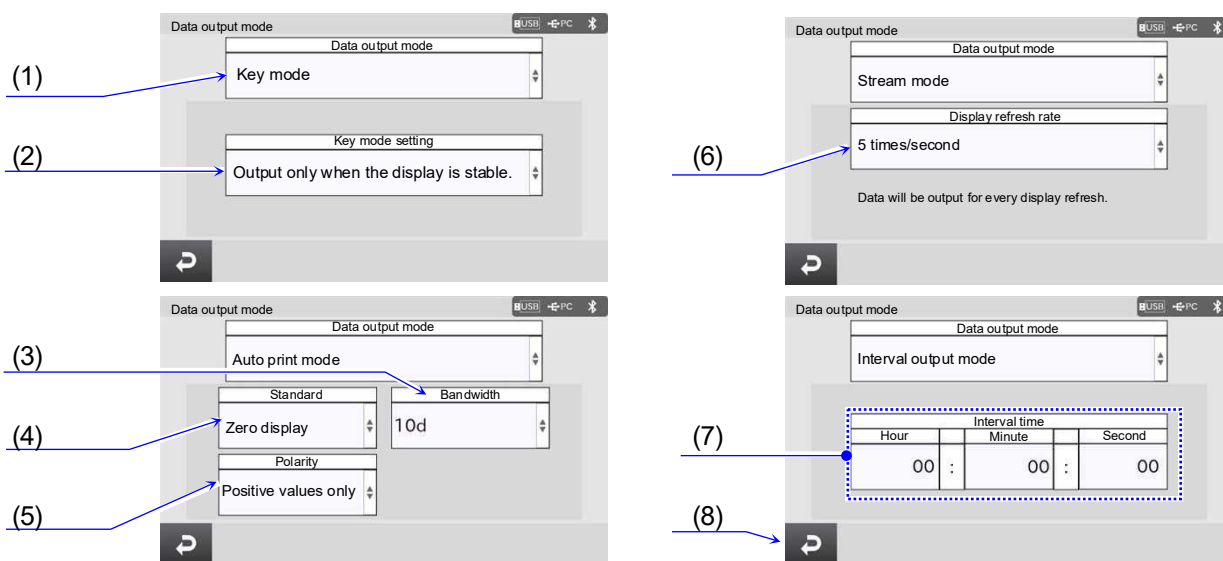 Data output mode
USB PC
Data output mode
(1)
Key mode
(2)
Key mode setting
Output only when the display is stable.
Data output mode
USB PC
Data output mode
(3)
Auto print mode
Standard
Bandwidth
(4)
Zero display
10d
Polarity
(5)
Positive values only
Data output mode
USB PC
Data output mode
Stream mode
Display refresh rate
(6)
5 times/second
Data will be output for every display refresh.
Data output mode
USB PC
Data output mode
Interval output mode
(7)
Interval time
Hour Minute Second
00 : 00 : 00
(8)